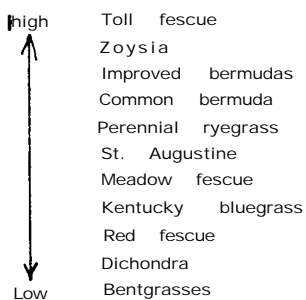 high Toll fescue
Zoysia
Improved bermudas
Common bermuda
Perennial ryegrass
St. Augustine
Meadow fescue
Kentucky bluegrass
Red fescue
Dichondra
Low Bentgrasses